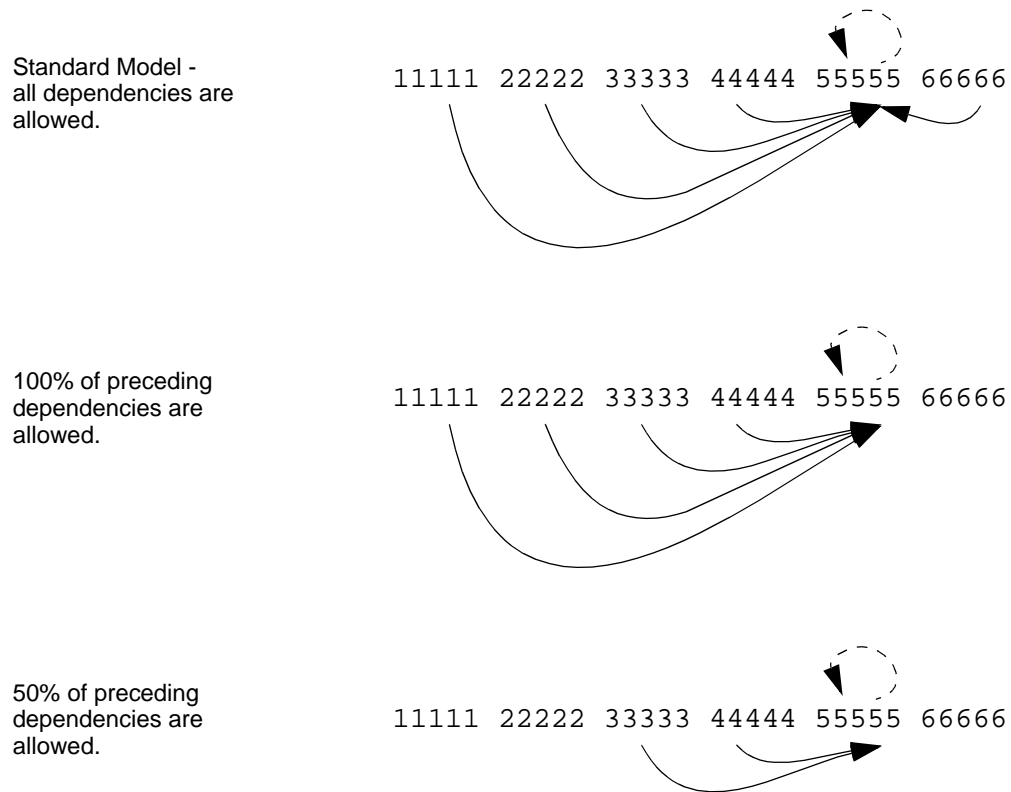 Standard Model -
all dependencies are
allowed.
11111 22222 33333 44444 55555 66666
100% of preceding
dependencies are
allowed.
11111 22222 33333 44444 55555 66666
50% of preceding
dependencies are
allowed.
11111 22222 33333 44444 55555 66666